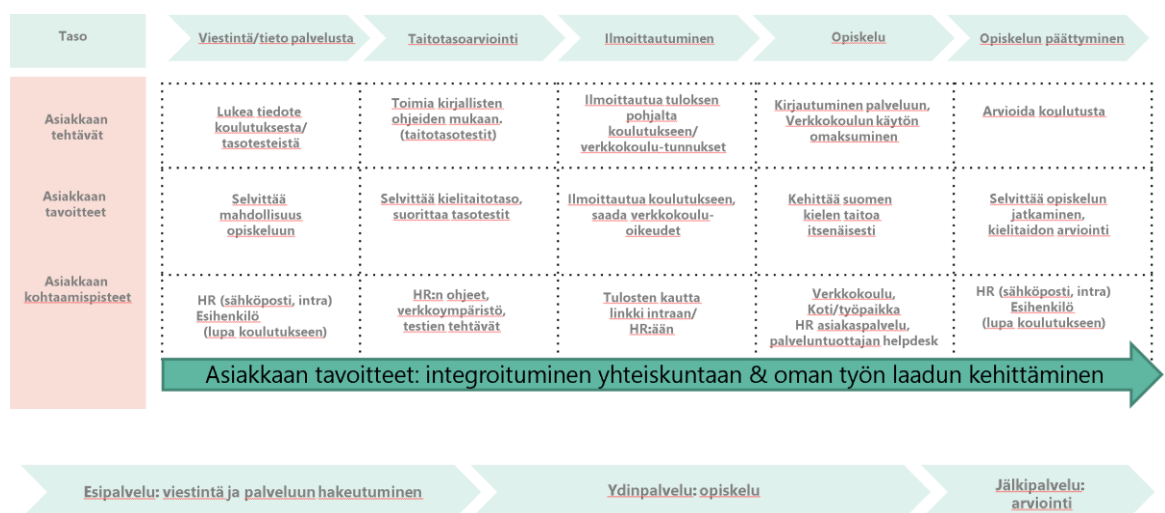 Taso
Viestintä/tieto palvelusta
Taitotasoarviointi
Ilmoittautuminen
Opiskelu
Opiskelun päättyminen
Asiakkaan
tehtävät
Lukea tiedote
koulutuksesta/
tasotesteistä
Toimia kirjallisten
ohjeiden mukaan.
(taitotasotestit)
Ilmoittautua tuloksen
pohjalta
koulutukseen/
verkkokoulu-tunnukset
Kirjautuminen palveluun,
Verkkokoulun käytön
omaksuminen
Arvioida koulutusta
Asiakkaan
tavoitteet
Selvittää
mahdollisuus
opiskeluun
Selvittää kielitaitotaso,
suorittaa tasotestit
Ilmoittautua koulutukseen,
saada verkkokoulu-
oikeudet
Kehittää suomen
kielen taitoa
itsenäisesti
Selvittää opiskelun
jatkaminen,
kielitaidon arviointi
Asiakkaan
kohtaamispisteet
HR (sähköposti, intra)
Esihenkilö
(lupa koulutukseen)
HR:n ohjeet,
verkkoympäristö,
testien tehtävät
Tulosten kautta
linkki intraan/
HR:ään
Verkkokoulu,
Koti/työpaikka
HR asiakaspalvelu,
palveluntuottajan helpdesk
HR (sähköposti, intra)
Esihenkilö
(lupa koulutukseen)
Asiakkaan tavoitteet: integroituminen yhteiskuntaan & oman työn laadun kehittäminen
Esipalvelu: viestintä ja palveluun hakeutuminen
Ydinpalvelu: opiskelu
Jälkipalvelu:
arviointi